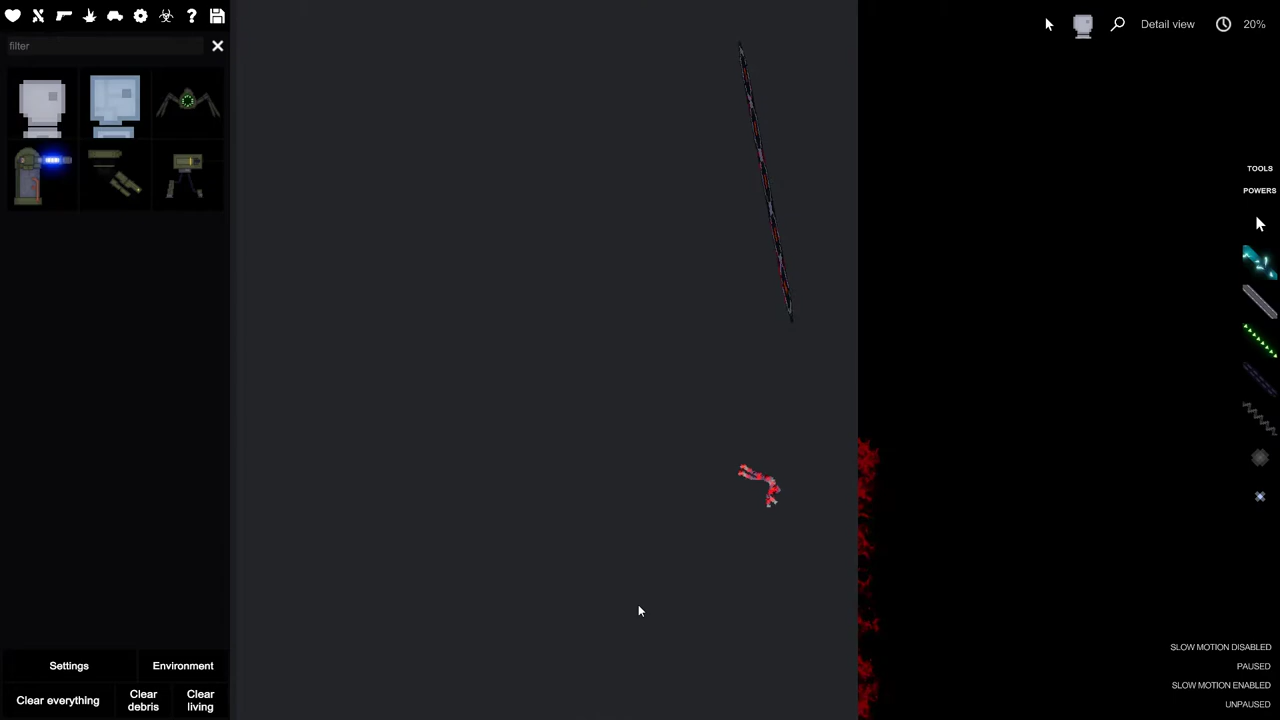 filter
Detail view
20%
TOOLS
POWERS
Settings
Environment
Clear everything
Clear debris
Clear living
SLOW MOTION DISABLED
PAUSED
SLOW MOTION ENABLED
UNPAUSED